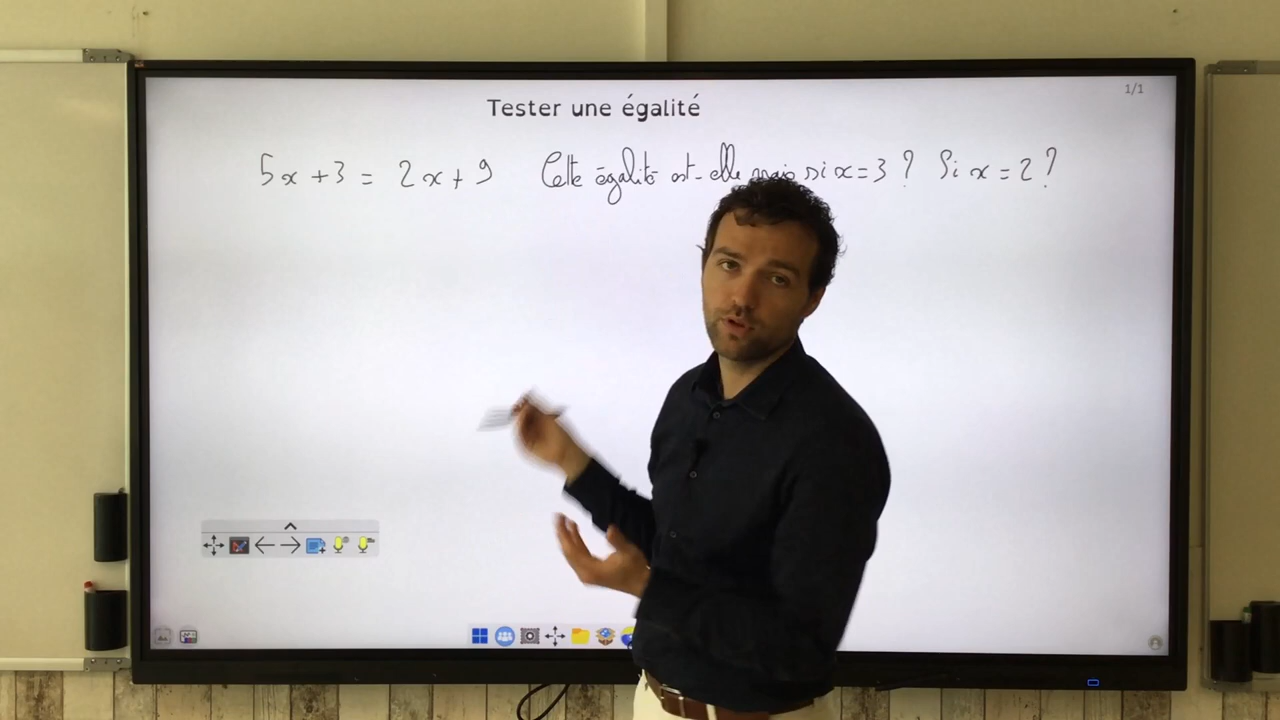 1/1
Tester une égalité
5x + 3 = 2x + 9 Cette égalité est-elle vraie si x = 3 ? Si x = 2 ?